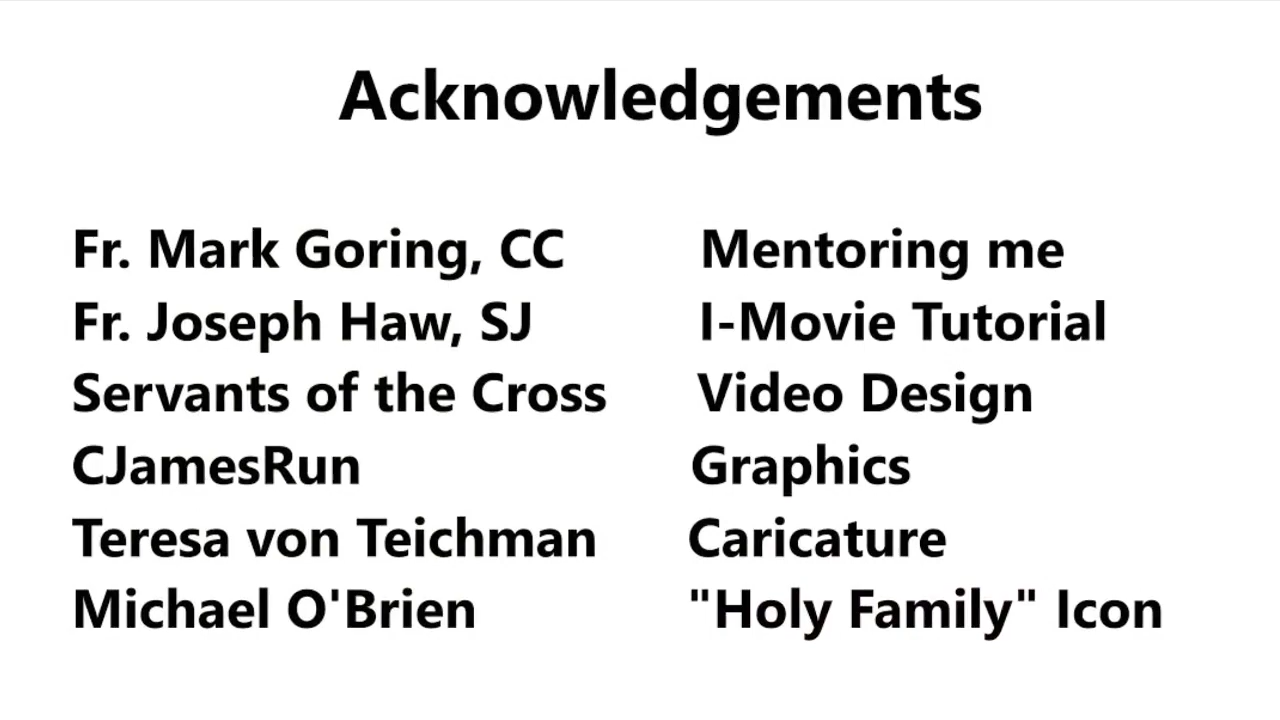 Acknowledgements
Fr. Mark Goring, CC Mentoring me
Fr. Joseph Haw, SJ I-Movie Tutorial
Servants of the Cross Video Design
CJamesRun Graphics
Teresa von Teichman Caricature
Michael O'Brien "Holy Family" Icon